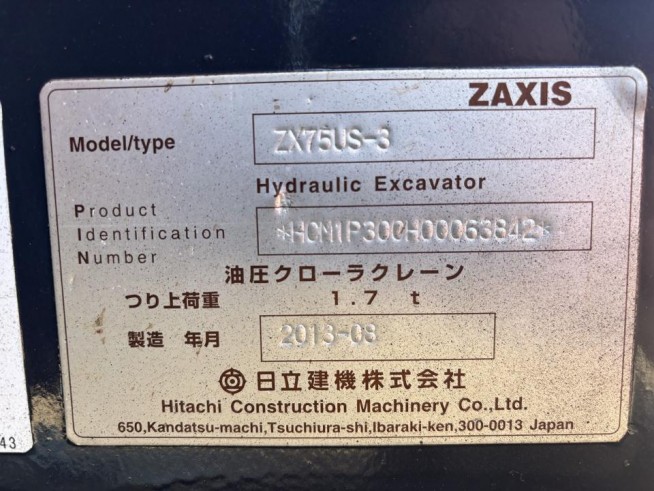 ZAXIS
Model/type ZX75US-3
Hydraulic Excavator
Product
Identification *HCM1P300H00063842*
Number
油圧クローラクレーン
つり上荷重 1.7 t
製造 年月 2013-08
日立建機株式会社
Hitachi Construction Machinery Co.,Ltd.
650,Kandatsu-machi,Tsuchiura-shi,Ibaraki-ken,300-0013 Japan
43